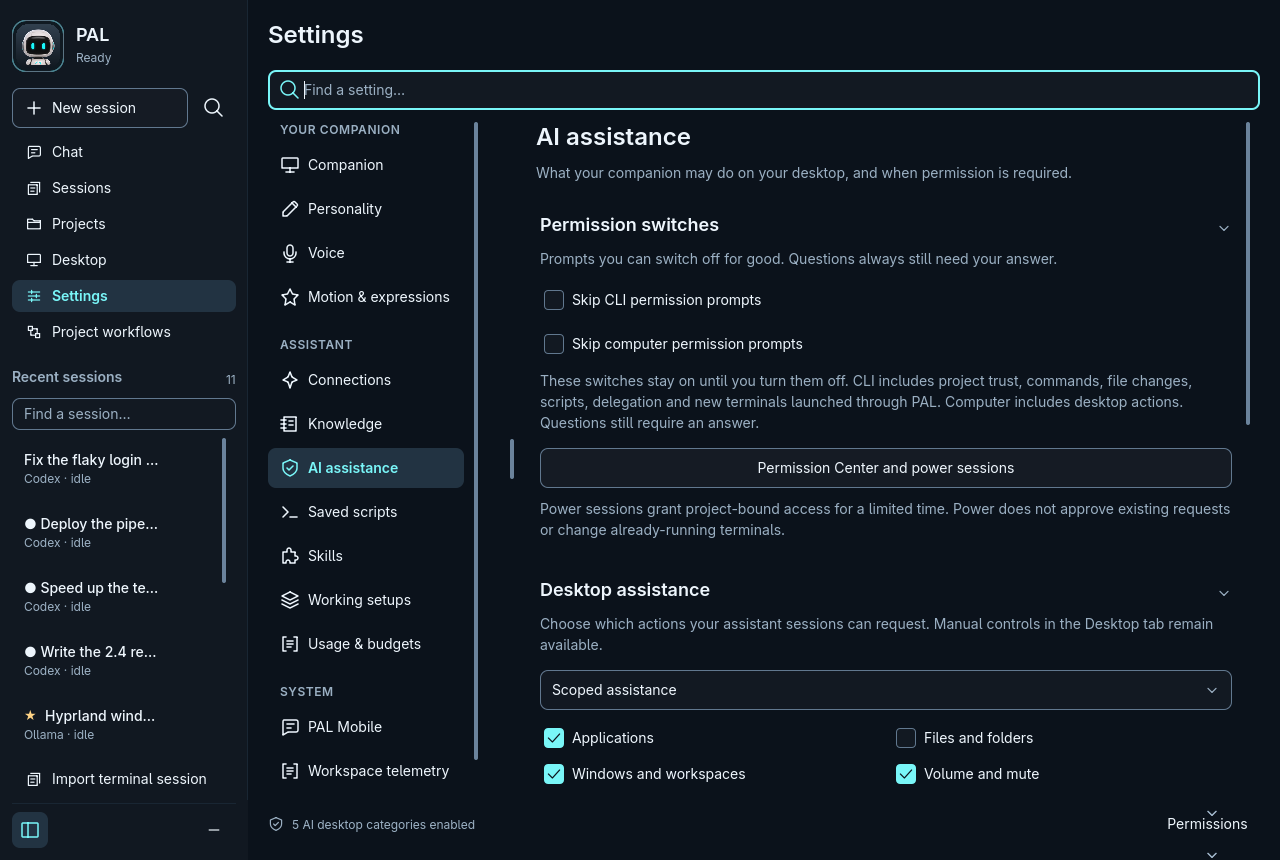 PAL
Ready
New session
Chat
Sessions
Projects
Desktop
Settings
Project workflows
Recent sessions
11
Find a session...
Fix the flaky login ...
Codex · idle
Deploy the pipe...
Codex · idle
Speed up the te...
Codex · idle
Write the 2.4 re...
Codex · idle
Hyprland wind...
Ollama · idle
Import terminal session
Settings
Find a setting...
YOUR COMPANION
Companion
Personality
Voice
Motion & expressions
ASSISTANT
Connections
Knowledge
AI assistance
Saved scripts
Skills
Working setups
Usage & budgets
SYSTEM
PAL Mobile
Workspace telemetry
AI assistance
What your companion may do on your desktop, and when permission is required.
Permission switches
Prompts you can switch off for good. Questions always still need your answer.
Skip CLI permission prompts
Skip computer permission prompts
These switches stay on until you turn them off. CLI includes project trust, commands, file changes,
scripts, delegation and new terminals launched through PAL. Computer includes desktop actions.
Questions still require an answer.
Permission Center and power sessions
Power sessions grant project-bound access for a limited time. Power does not approve existing requests
or change already-running terminals.
Desktop assistance
Choose which actions your assistant sessions can request. Manual controls in the Desktop tab remain
available.
Scoped assistance
Applications
Files and folders
Windows and workspaces
Volume and mute
5 AI desktop categories enabled
Permissions